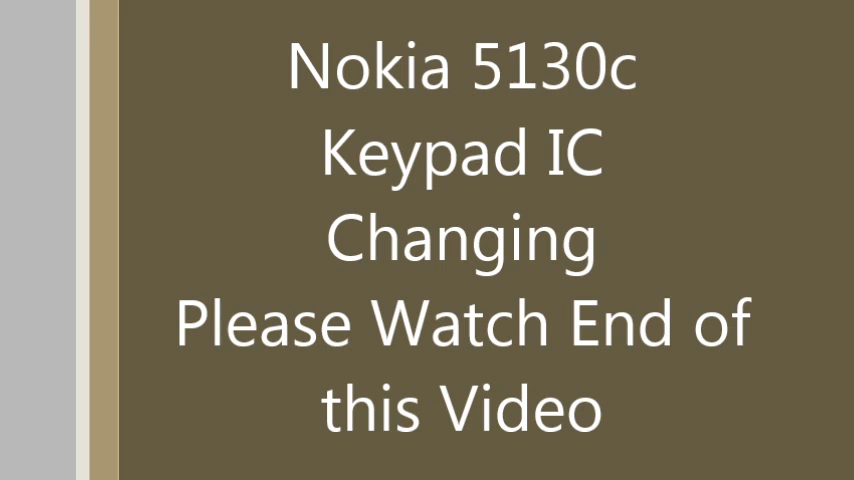 Nokia 5130c
Keypad IC
Changing
Please Watch End of
this Video